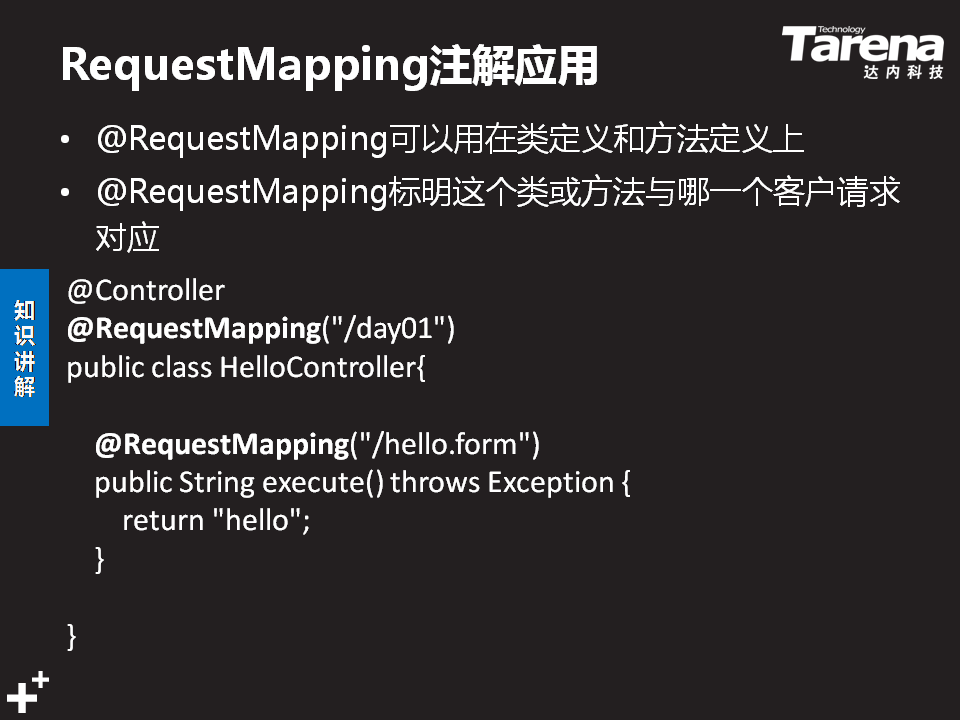 RequestMapping注解应用
Technology
Tarena
达内科技
• @RequestMapping可以用在类定义和方法定义上
• @RequestMapping标明这个类或方法与哪一个客户请求
对应
知识讲解
@Controller
@RequestMapping("/day01")
public class HelloController{
@RequestMapping("/hello.form")
public String execute() throws Exception {
return "hello";
}
}